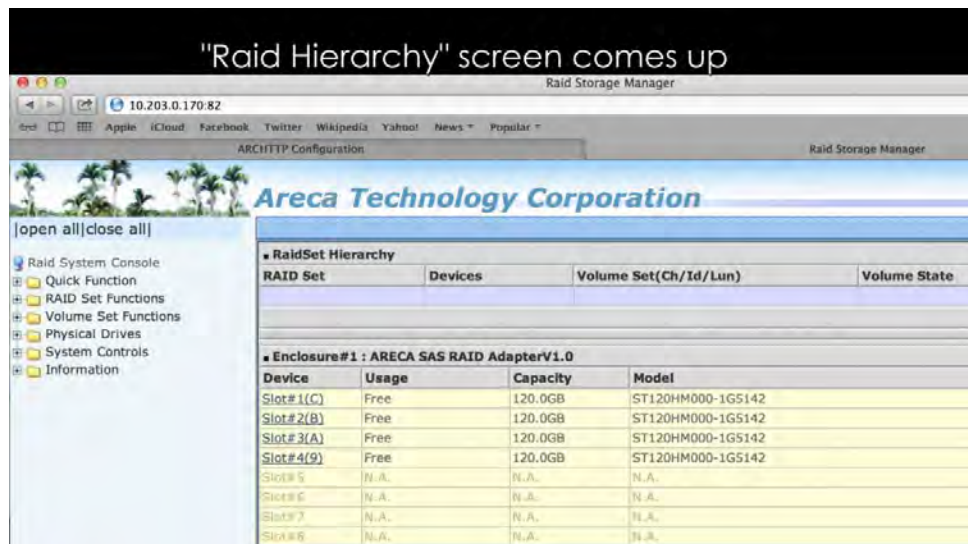 "Raid Hierarchy" screen comes up
Raid Storage Manager
10.203.0.170:82
Apple iCloud Facebook Twitter Wikipedia Yahoo! News Popular
ARCHTTP Configuration Raid Storage Manager
Areca Technology Corporation
|open all|close all|
Raid System Console
Quick Function
RAID Set Functions
Volume Set Functions
Physical Drives
System Controls
Information
RaidSet Hierarchy
RAID Set Devices Volume Set(Ch/Id/Lun) Volume State
Enclosure#1 : ARECA SAS RAID AdapterV1.0
Device Usage Capacity Model
Slot#1(C) Free 120.0GB ST120HM000-1G5142
Slot#2(B) Free 120.0GB ST120HM000-1G5142
Slot#3(A) Free 120.0GB ST120HM000-1G5142
Slot#4(9) Free 120.0GB ST120HM000-1G5142
Slot#5 N.A. N.A. N.A.
Slot#6 N.A. N.A. N.A.
Slot#7 N.A. N.A. N.A.
Slot#8 N.A. N.A. N.A.